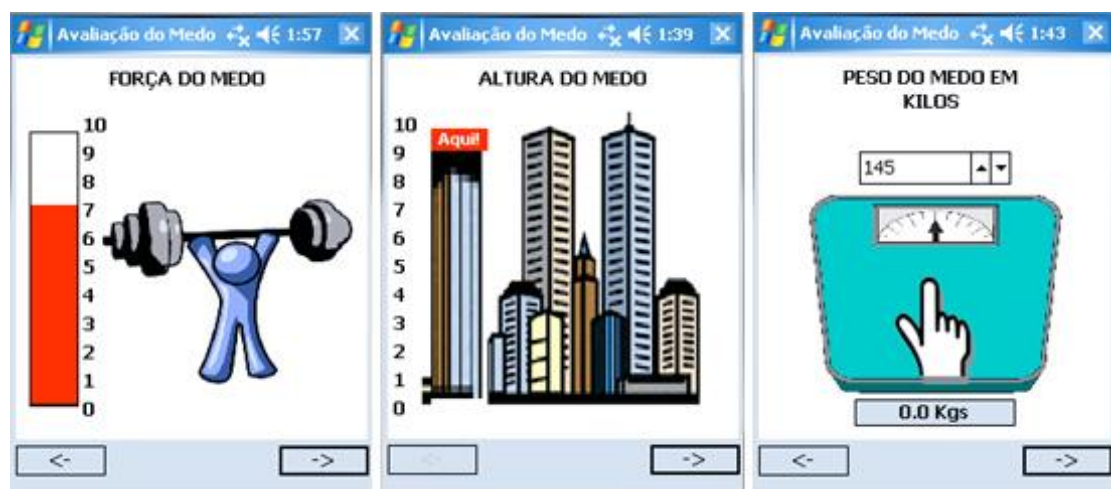 Avaliação do Medo 1:57
FORÇA DO MEDO
10
9
8
7
6
5
4
3
2
1
0
<- ->
Avaliação do Medo 1:39
ALTURA DO MEDO
10
9
8
7
6
5
4
3
2
1
0
Aqui!
<- ->
Avaliação do Medo 1:43
PESO DO MEDO EM
KILOS
145
0.0 Kgs
<- ->